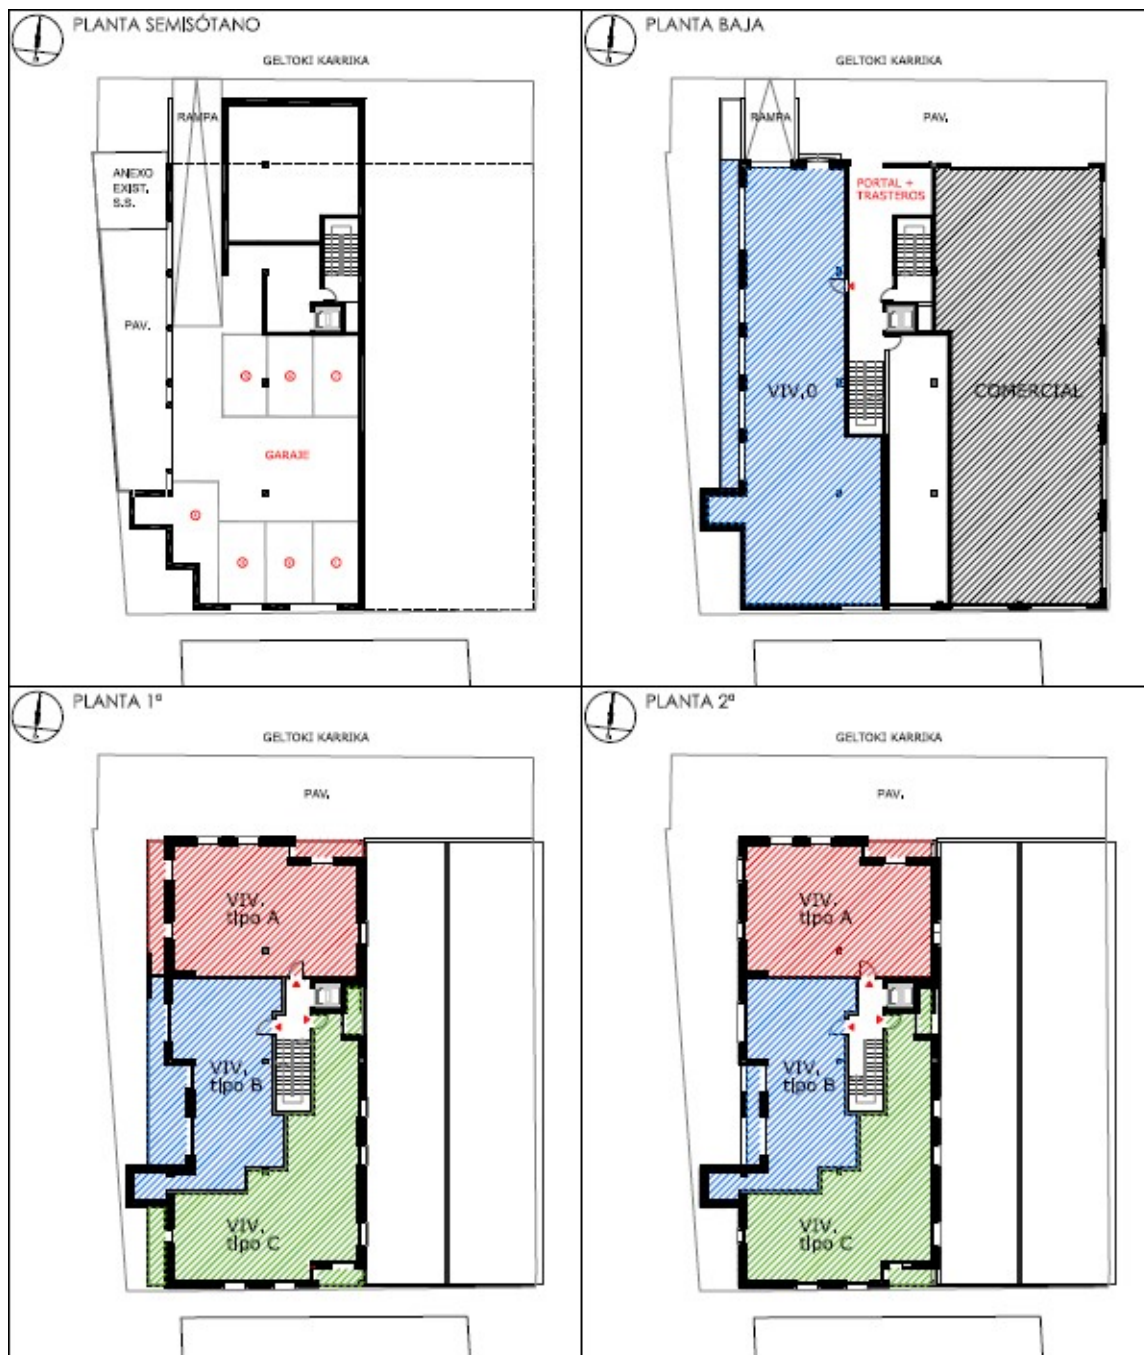 PLANTA SEMISÓTANO
GELTOKI KARRIKA
RAMPA
ANEXO
EXIST.
S.S.
PAV.
GARAJE
PLANTA BAJA
GELTOKI KARRIKA
RAMPA
PAV.
PORTAL +
TRASTEROS
VIV.0
COMERCIAL
PLANTA 1ª
GELTOKI KARRIKA
PAV.
VIV.
tipo A
VIV.
tipo B
VIV.
tipo C
PLANTA 2ª
GELTOKI KARRIKA
PAV.
VIV.
tipo A
VIV.
tipo B
VIV.
tipo C